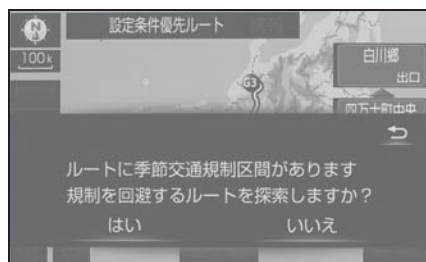 設定条件優先ルート
100k
白川郷
出口
G3
四万十町中央
ルートに季節交通規制区間があります
規制を回避するルートを探索しますか？
はい
いいえ